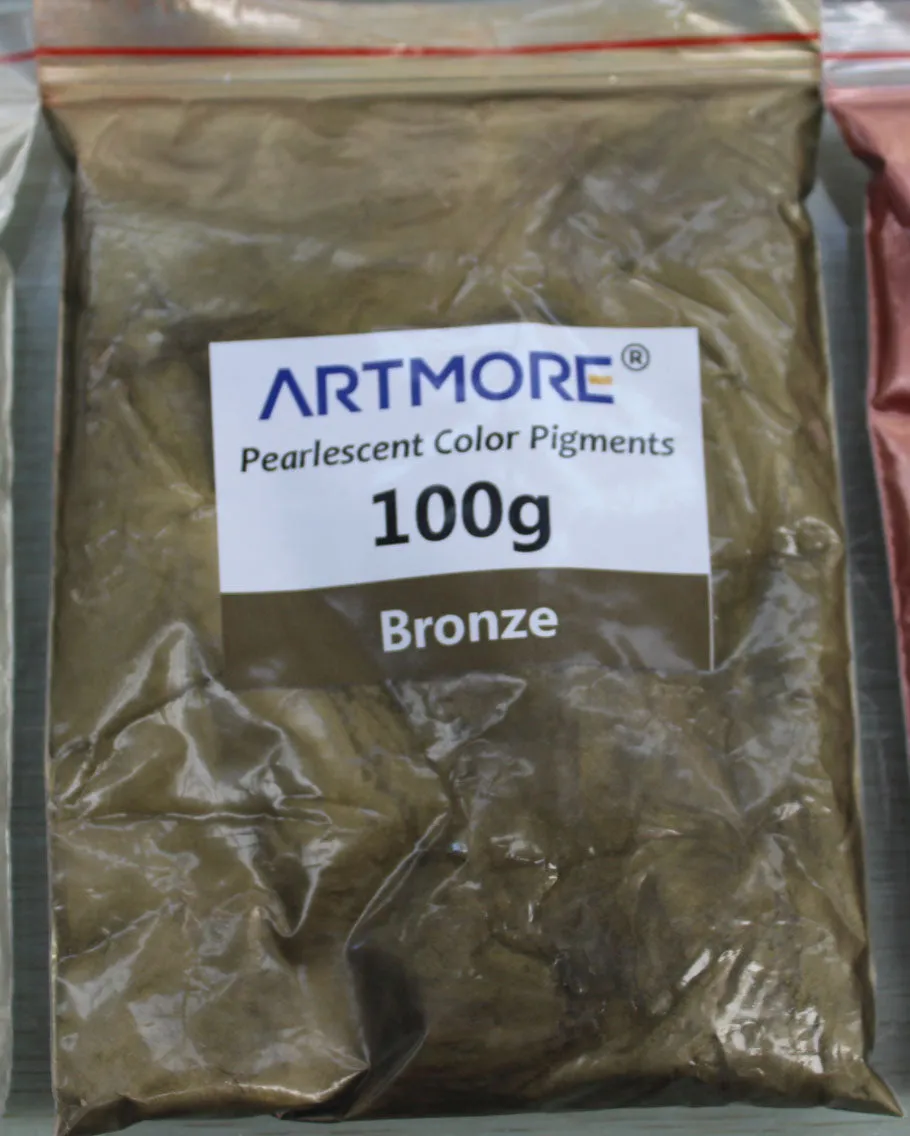 ARTMORE®
Pearlescent Color Pigments
100g
Bronze